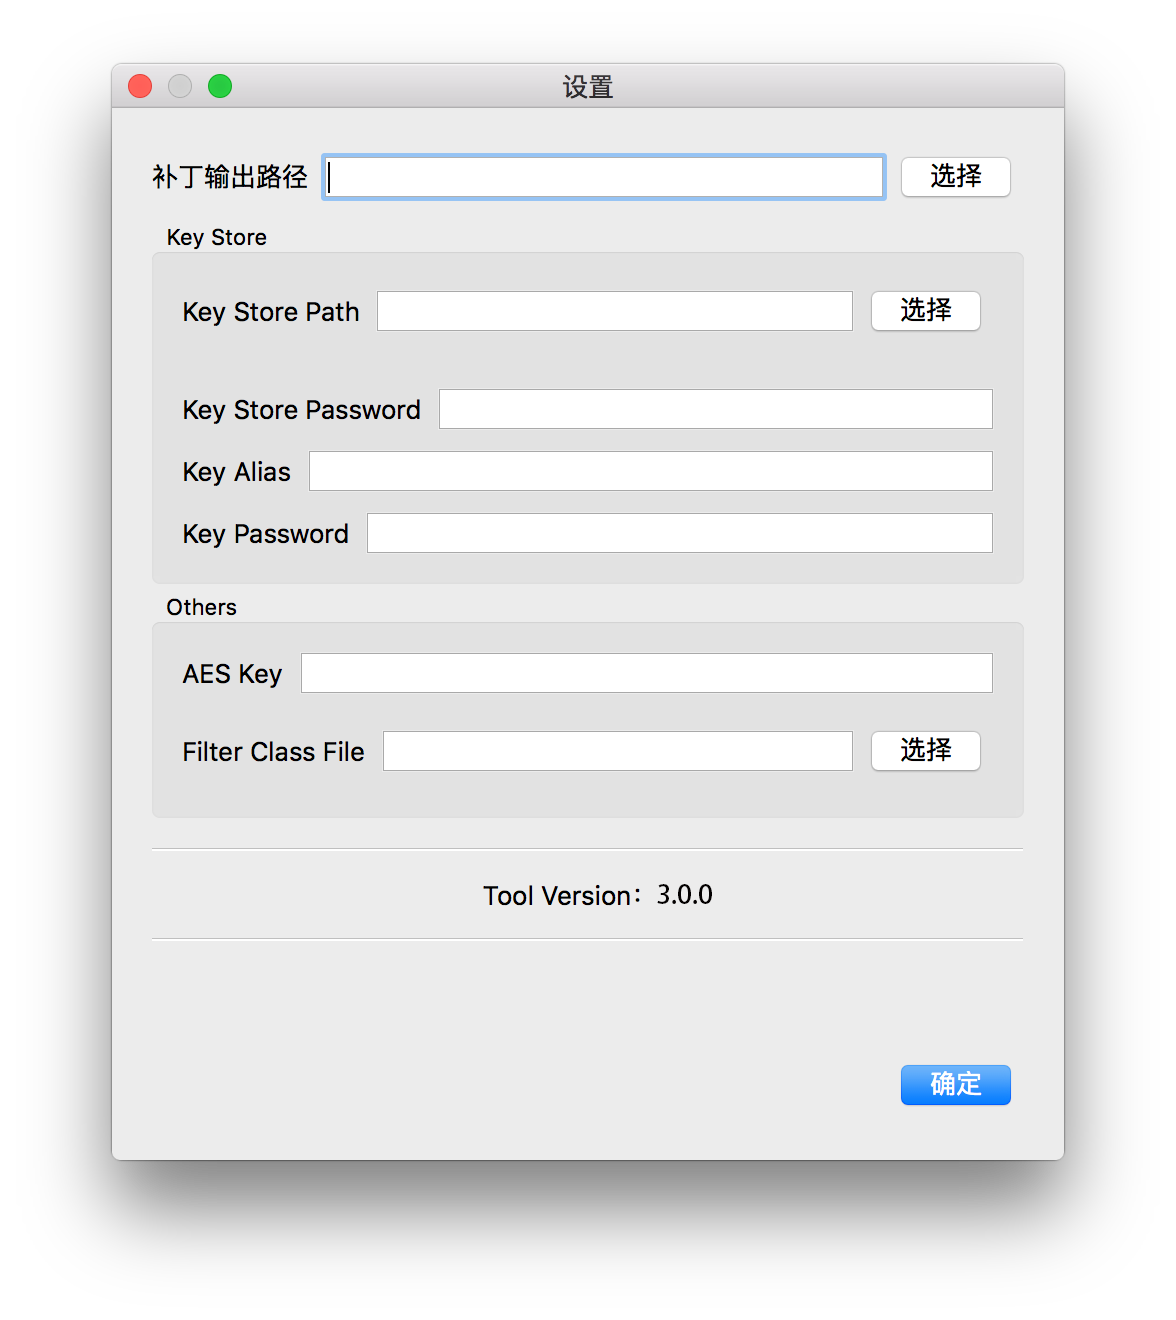 设置
补丁输出路径 选择
Key Store
Key Store Path 选择
Key Store Password
Key Alias
Key Password
Others
AES Key
Filter Class File 选择
Tool Version：3.0.0
确定